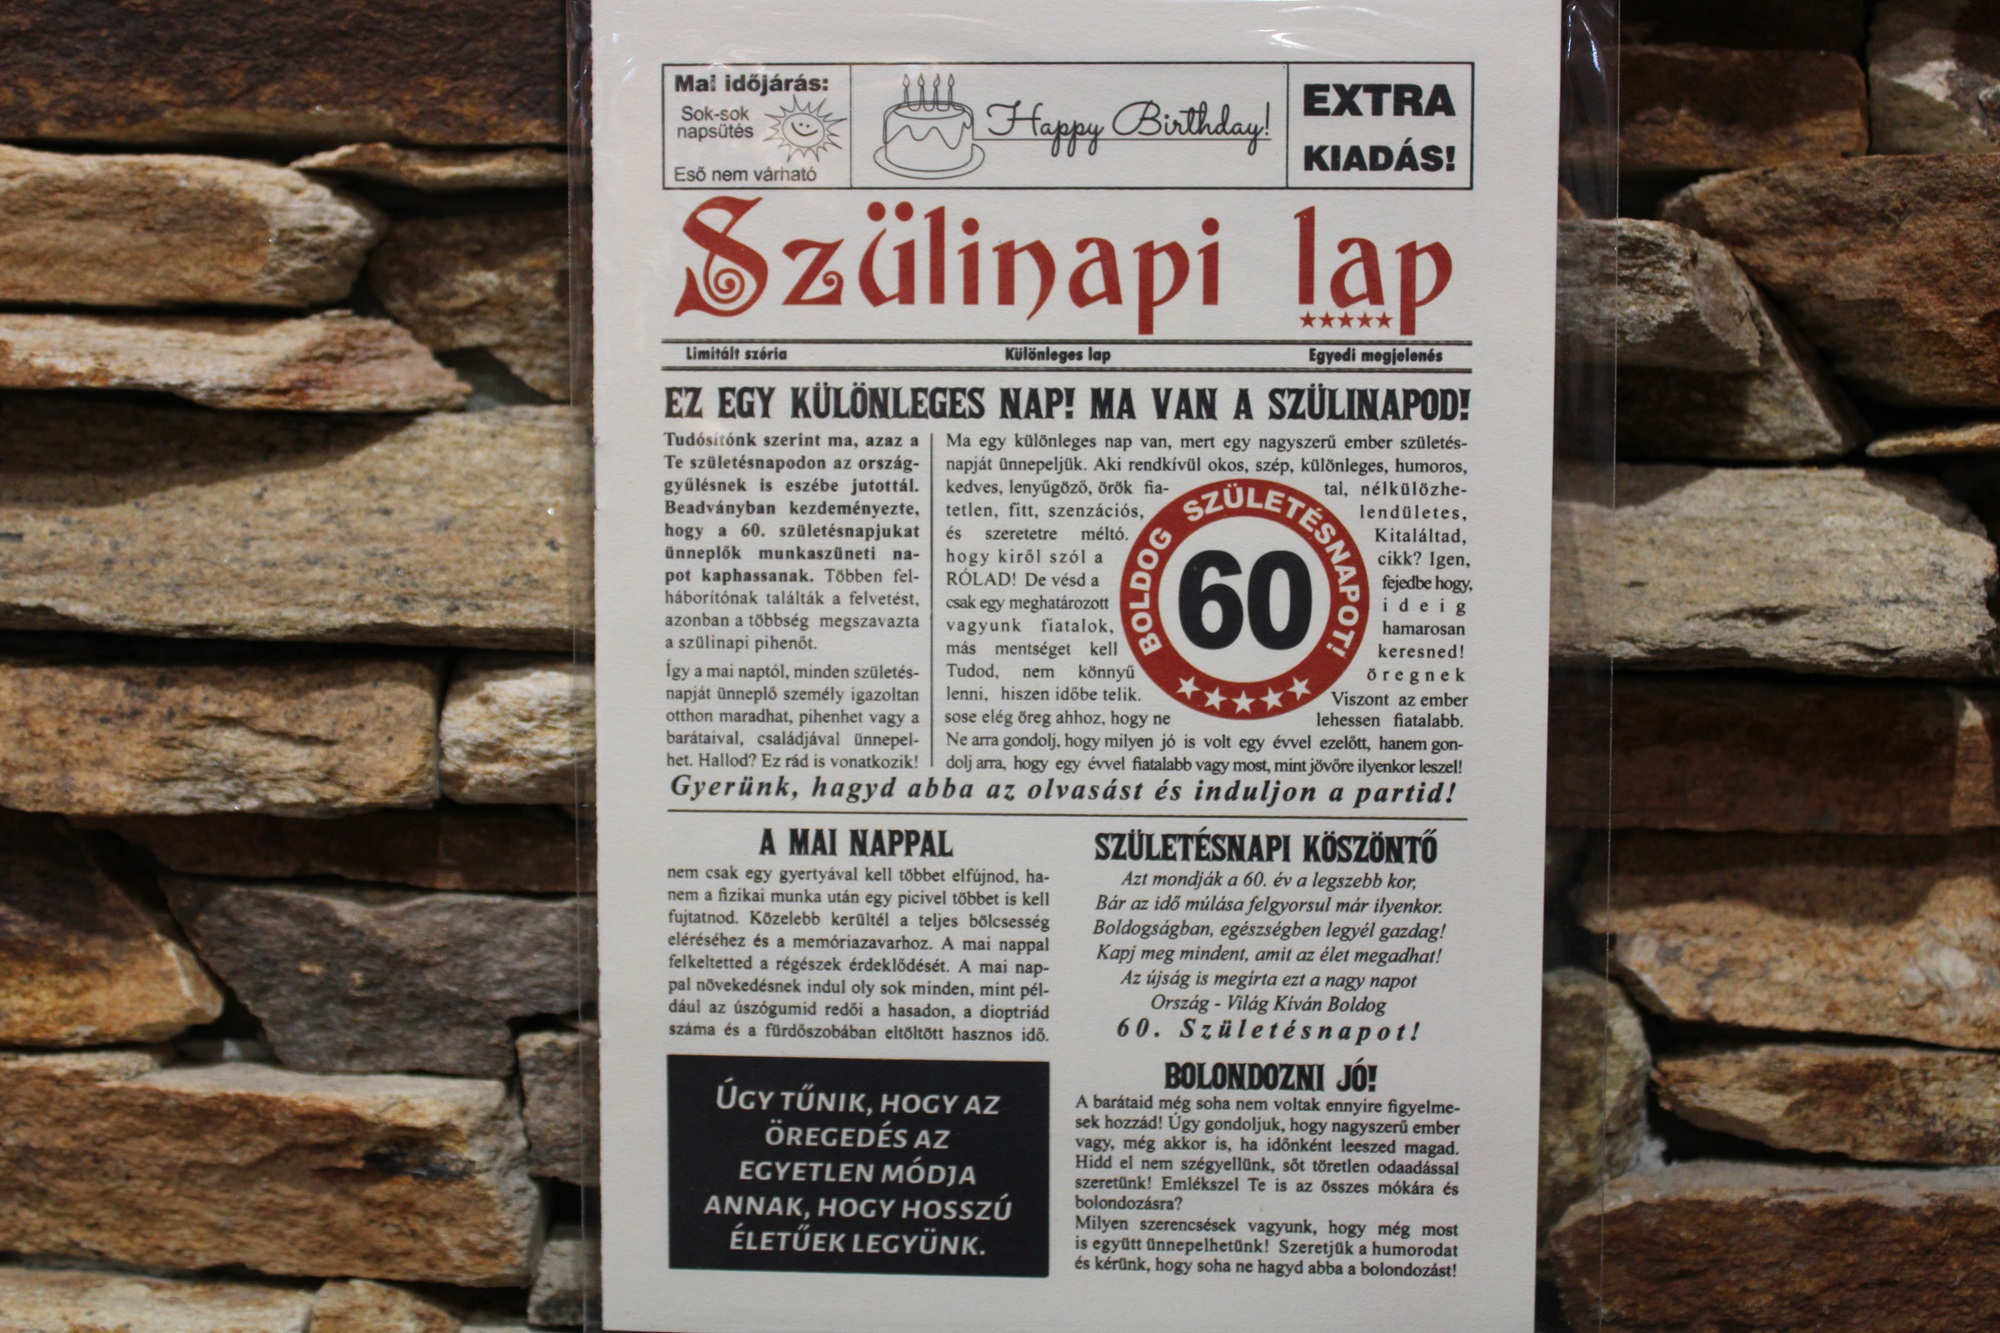 Mai időjárás:
Sok-sok
napsütés
Eső nem várható
Happy Birthday!
EXTRA
KIADÁS!
Szülinapi lap
Limitált széria Különleges lap Egyedi megjelenés
EZ EGY KÜLÖNLEGES NAP! MA VAN A SZÜLINAPOD!
Tudósítónk szerint ma, azaz a
Te születésnapodon az ország-
gyűlésnek is eszébe jutottál.
Beadványban kezdeményezte,
hogy a 60. születésnapjukat
ünneplők munkaszüneti na-
pot kaphassanak. Többen fel-
háborítónak találták a felvetést,
azonban a többség megszavazta
a szülinapi pihenőt.
Így a mai naptól, minden születés-
napját ünneplő személy igazoltan
otthon maradhat, pihenhet vagy a
barátaival, családjával ünnepel-
het. Hallod? Ez rád is vonatkozik!
Ma egy különleges nap van, mert egy nagyszerű ember születés-
napját ünnepeljük. Aki rendkívül okos, szép, különleges, humoros,
kedves, lenyűgöző, örök fia- tal, nélkülözhe-
tetlen, fitt, szenzációs, lendületes,
és szeretetre méltó. Kitaláltad,
hogy kiről szól a cikk? Igen,
RÓLAD! De vésd a fejedbe hogy,
csak egy meghatározott ideig
vagyunk fiatalok, hamarosan
más mentséget kell keresned!
Tudod, nem könnyű öregnek
lenni, hiszen időbe telik. Viszont az ember
sose elég öreg ahhoz, hogy ne lehessen fiatalabb.
Ne arra gondolj, hogy milyen jó is volt egy évvel ezelőtt, hanem gon-
dolj arra, hogy egy évvel fiatalabb vagy most, mint jövőre ilyenkor leszel!
BOLDOG SZÜLETÉSNAPOT!
60
Gyerünk, hagyd abba az olvasást és induljon a partid!
A MAI NAPPAL
nem csak egy gyertyával kell többet elfújnod, ha-
nem a fizikai munka után egy picivel többet is kell
fujtatnod. Közelebb kerültél a teljes bölcsesség
eléréséhez és a memóriazavarhoz. A mai nappal
felkeltetted a régészek érdeklődését. A mai nap-
pal növekedésnek indul oly sok minden, mint pél-
dául az úszógumid redői a hasadon, a dioptriád
száma és a fürdőszobában eltöltött hasznos idő.
ÚGY TŰNIK, HOGY AZ
ÖREGEDÉS AZ
EGYETLEN MÓDJA
ANNAK, HOGY HOSSZÚ
ÉLETŰEK LEGYÜNK.
SZÜLETÉSNAPI KÖSZÖNTŐ
Azt mondják a 60. év a legszebb kor,
Bár az idő múlása felgyorsul már ilyenkor.
Boldogságban, egészségben legyél gazdag!
Kapj meg mindent, amit az élet megadhat!
Az újság is megírta ezt a nagy napot
Ország - Világ Kíván Boldog
60. Születésnapot!
BOLONDOZNI JÓ!
A barátaid még soha nem voltak ennyire figyelme-
sek hozzád! Úgy gondoljuk, hogy nagyszerű ember
vagy, még akkor is, ha időnként leeszed magad.
Hidd el nem szégyellünk, sőt töretlen odaadással
szeretünk! Emlékszel Te is az összes mókára és
bolondozásra?
Milyen szerencsések vagyunk, hogy még most
is együtt ünnepelhetünk! Szeretjük a humorodat
és kérünk, hogy soha ne hagyd abba a bolondozást!